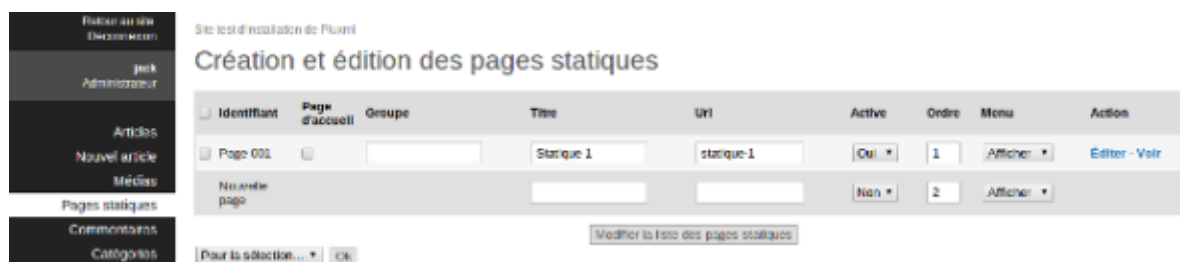 Retour au site
Déconnexion
jack
Administrateur
Articles
Nouvel article
Médias
Pages statiques
Commentaires
Catégories
Site test d'installation de Pluxml
Création et édition des pages statiques
Identifiant Page d'accueil Groupe Titre Url Active Ordre Menu Action
Page 001 Statique 1 statique-1 Oui 1 Afficher Éditer - Voir
Nouvelle page Non 2 Afficher
Modifier la liste des pages statiques
Pour la sélection... Ok